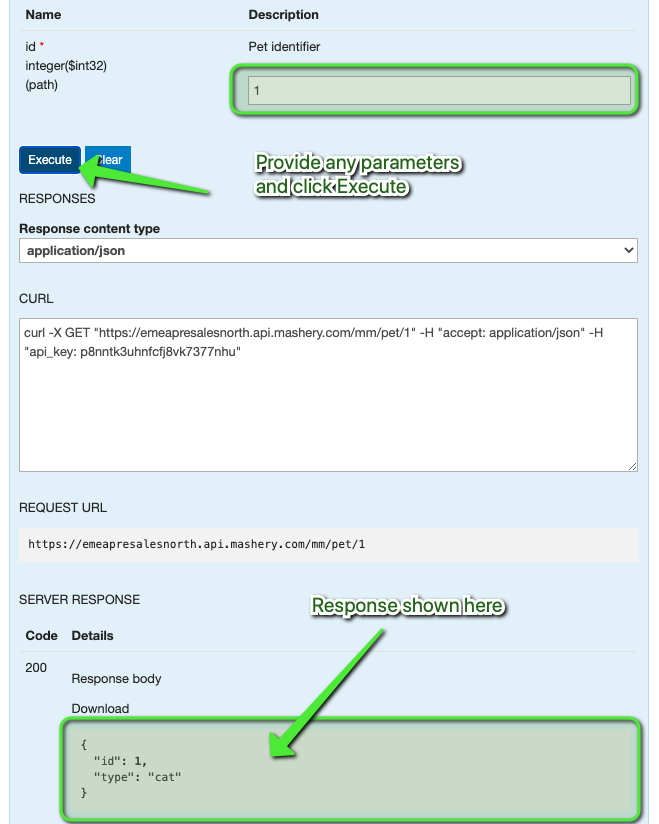 Name Description
id * Pet identifier
integer($int32)
(path)
1
Execute Clear
Provide any parameters
and click Execute
RESPONSES
Response content type
application/json
CURL
curl -X GET "https://emeapresalesnorth.api.mashery.com/mm/pet/1" -H "accept: application/json" -H
"api_key: p8nntk3uhnfcfj8vk7377nhu"
REQUEST URL
https://emeapresalesnorth.api.mashery.com/mm/pet/1
SERVER RESPONSE
Response shown here
Code Details
200
Response body
Download
{
"id": 1,
"type": "cat"
}